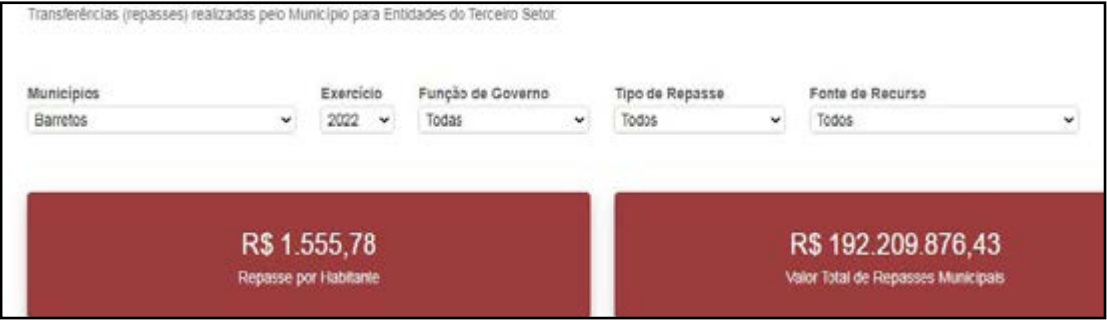 Transferências (repasses) realizadas pelo Município para Entidades do Terceiro Setor.
Municípios Exercício Função de Governo Tipo de Repasse Fonte de Recurso
Barretos 2022 Todas Todos Todos
R$ 1.555,78 R$ 192.209.876,43
Repasse por Habitante Valor Total de Repasses Municipais